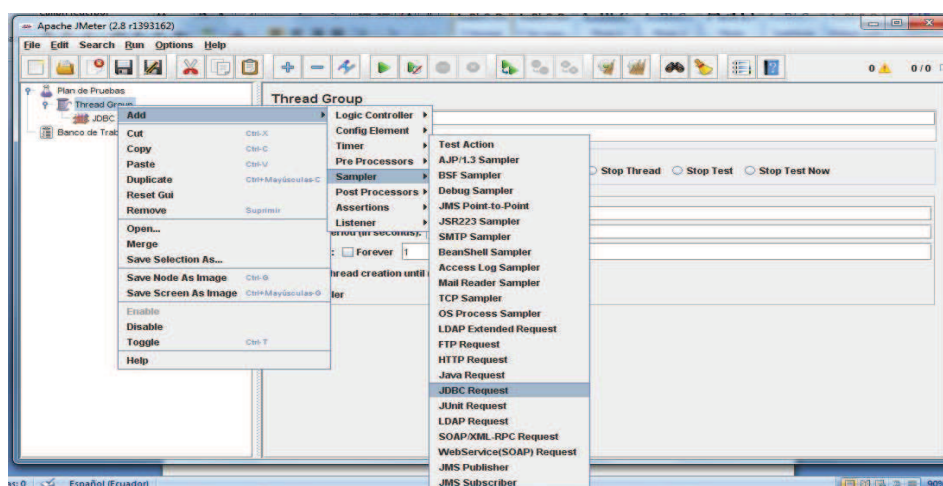 Apache JMeter (2.8 r1393162)
File Edit Search Run Options Help
0 0 / 0
Plan de Pruebas
Thread Group
JDBC
Banco de Trab
Thread Group
Add
Cut Ctrl-X
Copy Ctrl-C
Paste Ctrl-V
Duplicate Ctrl+Mayúsculas-C
Reset Gui
Remove Suprimir
Open...
Merge
Save Selection As...
Save Node As Image Ctrl-G
Save Screen As Image Ctrl+Mayúsculas-G
Enable
Disable
Toggle Ctrl-T
Help
Logic Controller
Config Element
Timer
Pre Processors
Sampler
Post Processors
Assertions
Listener
Test Action
AJP/1.3 Sampler
BSF Sampler
Debug Sampler
JMS Point-to-Point
JSR223 Sampler
SMTP Sampler
BeanShell Sampler
Access Log Sampler
Mail Reader Sampler
TCP Sampler
OS Process Sampler
LDAP Extended Request
FTP Request
HTTP Request
Java Request
JDBC Request
JUnit Request
LDAP Request
SOAP/XML-RPC Request
WebService(SOAP) Request
JMS Publisher
JMS Subscriber
Stop Thread Stop Test Stop Test Now
Period (in seconds):
: Forever 1
hread creation until
ler
as: 0 Español (Ecuador) 90%